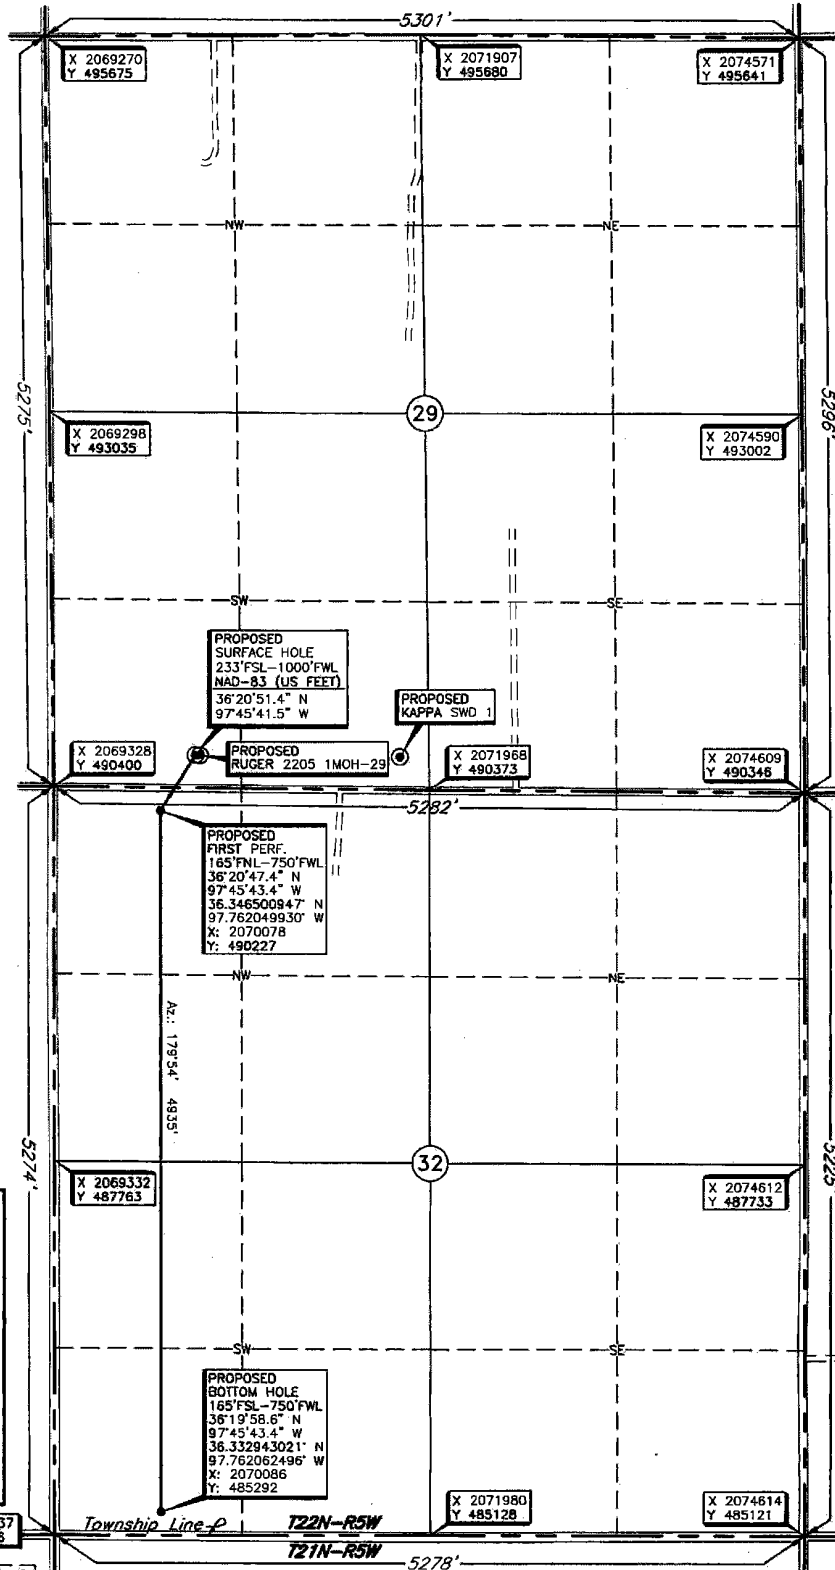 5301'
X 2069270
Y 495675
X 2071907
Y 495680
X 2074571
Y 495641
NW
NE
5275'
5296'
29
X 2069298
Y 493035
X 2074590
Y 493002
SW
SE
PROPOSED
SURFACE HOLE
233'FSL-1000'FWL
NAD-83 (US FEET)
36°20'51.4" N
97°45'41.5" W
PROPOSED
KAPPA SWD 1
X 2069328
Y 490400
PROPOSED
RUGER 2205 1MOH-29
X 2071968
Y 490373
X 2074609
Y 490346
5282'
PROPOSED
FIRST PERF.
165'FNL-750'FWL
36°20'47.4" N
97°45'43.4" W
36.346500947° N
97.762049930° W
X: 2070078
Y: 490227
NW
NE
Az.: 179°54' 4935'
5274'
5225'
32
X 2069332
Y 487763
X 2074612
Y 487733
SW
SE
PROPOSED
BOTTOM HOLE
165'FSL-750'FWL
36°19'58.6" N
97°45'43.4" W
36.332943021° N
97.762062496° W
X: 2070086
Y: 485292
X 2071980
Y 485128
X 2074614
Y 485121
37
Township Line
T22N-R5W
T21N-R5W
5278'